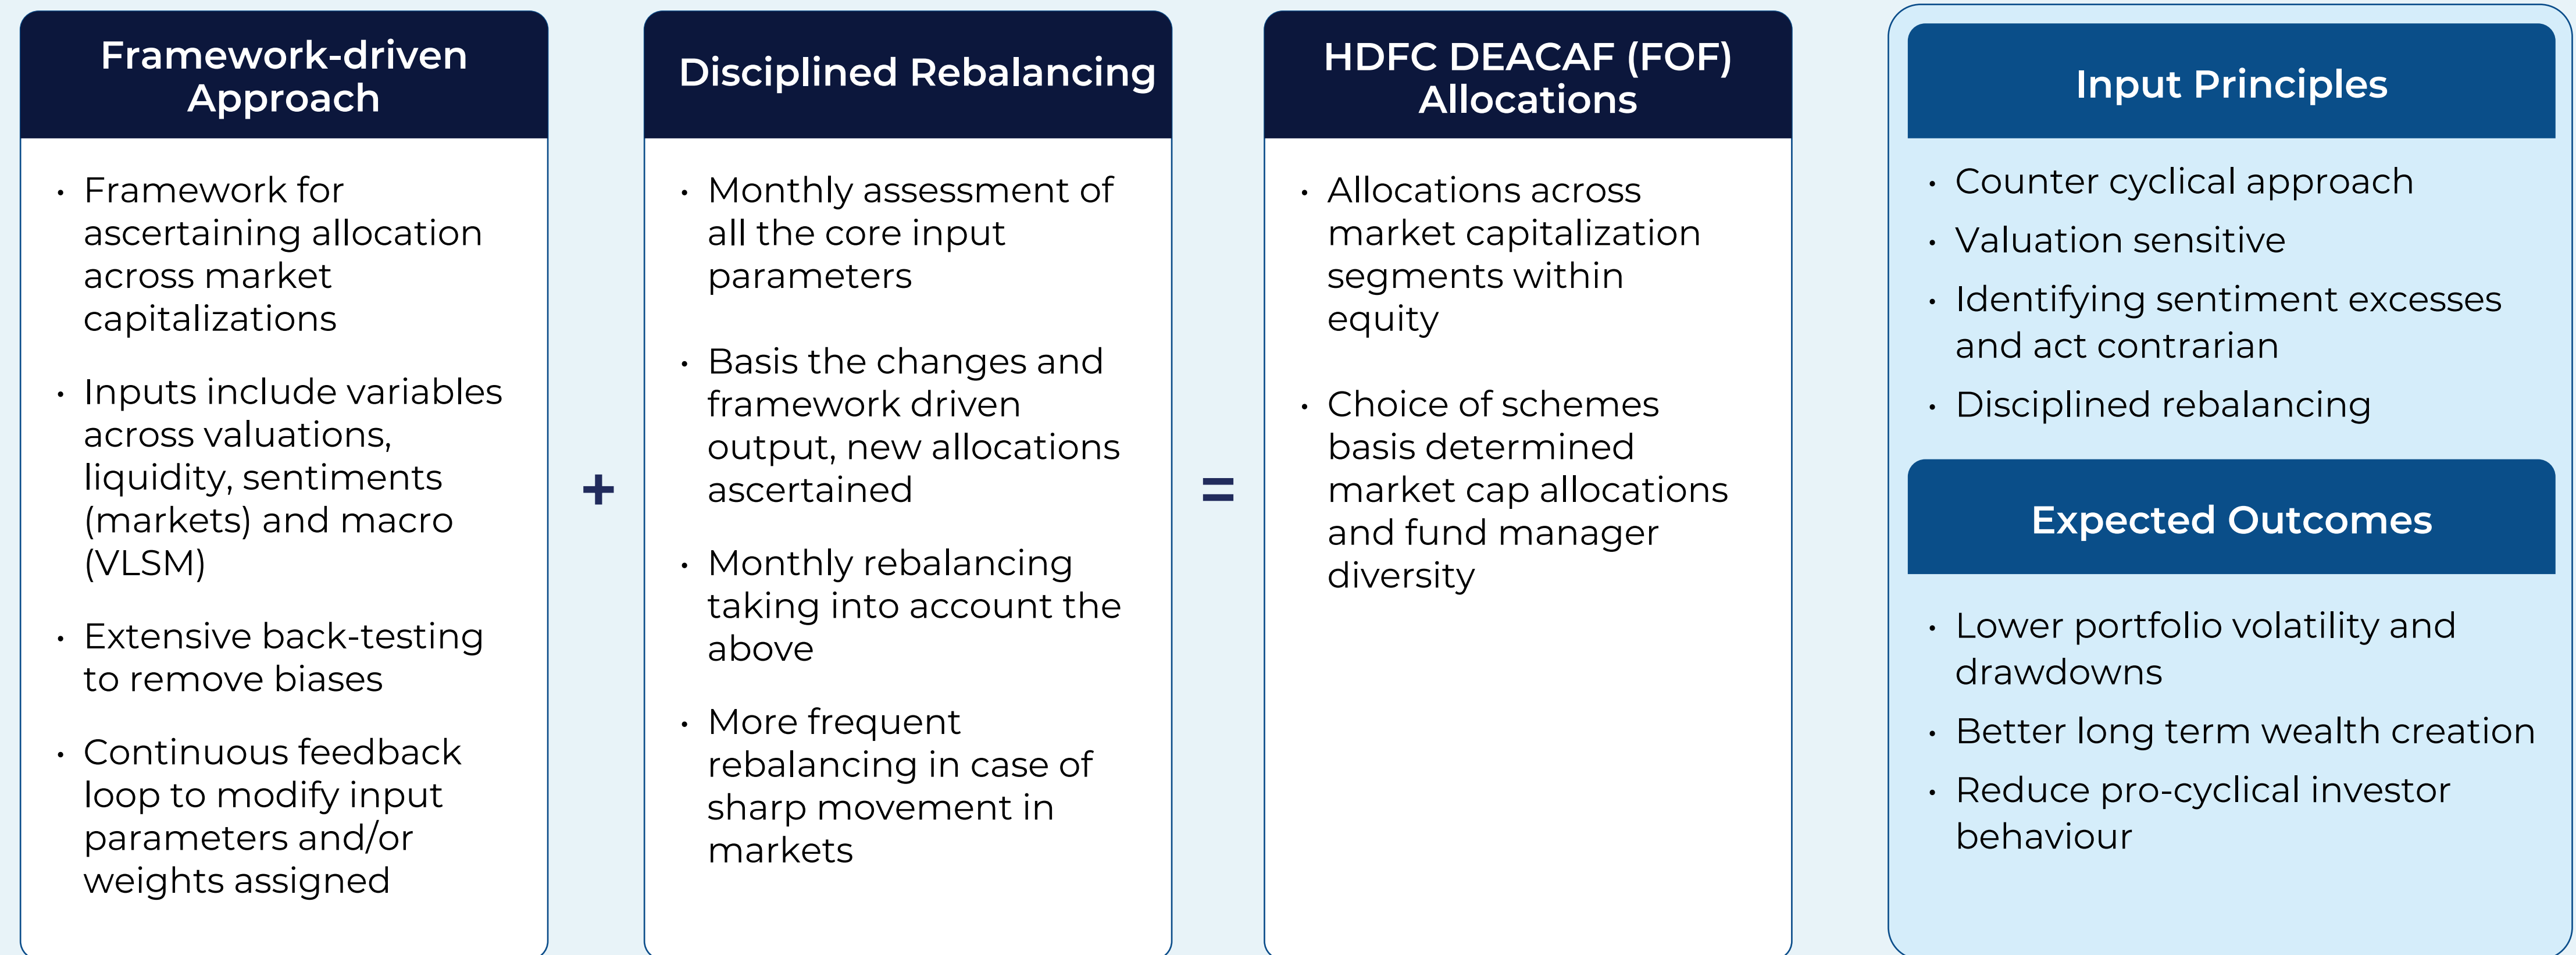 Framework-driven
Approach
• Framework for
ascertaining allocation
across market
capitalizations
• Inputs include variables
across valuations,
liquidity, sentiments
(markets) and macro
(VLSM)
• Extensive back-testing
to remove biases
• Continuous feedback
loop to modify input
parameters and/or
weights assigned
+
Disciplined Rebalancing
• Monthly assessment of
all the core input
parameters
• Basis the changes and
framework driven
output, new allocations
ascertained
• Monthly rebalancing
taking into account the
above
• More frequent
rebalancing in case of
sharp movement in
markets
=
HDFC DEACAF (FOF)
Allocations
• Allocations across
market capitalization
segments within
equity
• Choice of schemes
basis determined
market cap allocations
and fund manager
diversity
Input Principles
• Counter cyclical approach
• Valuation sensitive
• Identifying sentiment excesses
and act contrarian
• Disciplined rebalancing
Expected Outcomes
• Lower portfolio volatility and
drawdowns
• Better long term wealth creation
• Reduce pro-cyclical investor
behaviour